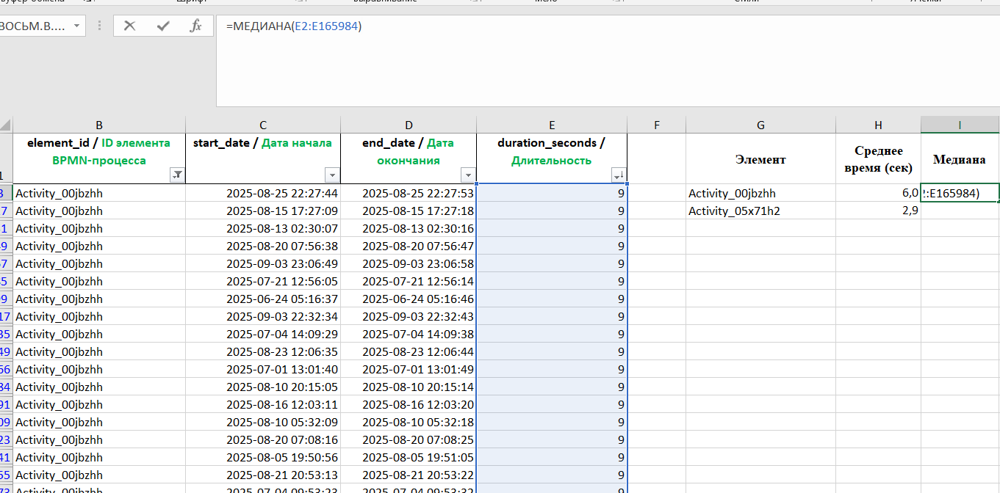 Шрифт
ВОСЬМ.В....
fx
=МЕДИАНА(E2:E165984)
B C D E F G H I
element_id / ID элемента
BPMN-процесса
start_date / Дата начала
end_date / Дата
окончания
duration_seconds /
Длительность
Элемент
Среднее
время (сек)
Медиана
1
3 Activity_00jbzhh 2025-08-25 22:27:44 2025-08-25 22:27:53 9 Activity_00jbzhh 6,0 :E165984)
7 Activity_00jbzhh 2025-08-15 17:27:09 2025-08-15 17:27:18 9 Activity_05x71h2 2,9
1 Activity_00jbzhh 2025-08-13 02:30:07 2025-08-13 02:30:16 9
9 Activity_00jbzhh 2025-08-20 07:56:38 2025-08-20 07:56:47 9
7 Activity_00jbzhh 2025-09-03 23:06:49 2025-09-03 23:06:58 9
5 Activity_00jbzhh 2025-07-21 12:56:05 2025-07-21 12:56:14 9
9 Activity_00jbzhh 2025-06-24 05:16:37 2025-06-24 05:16:46 9
17 Activity_00jbzhh 2025-09-03 22:32:34 2025-09-03 22:32:43 9
35 Activity_00jbzhh 2025-07-04 14:09:29 2025-07-04 14:09:38 9
49 Activity_00jbzhh 2025-08-23 12:06:35 2025-08-23 12:06:44 9
66 Activity_00jbzhh 2025-07-01 13:01:40 2025-07-01 13:01:49 9
84 Activity_00jbzhh 2025-08-10 20:15:05 2025-08-10 20:15:14 9
91 Activity_00jbzhh 2025-08-16 12:03:11 2025-08-16 12:03:20 9
09 Activity_00jbzhh 2025-08-10 05:32:09 2025-08-10 05:32:18 9
23 Activity_00jbzhh 2025-08-20 07:08:16 2025-08-20 07:08:25 9
41 Activity_00jbzhh 2025-08-05 19:50:56 2025-08-05 19:51:05 9
55 Activity_00jbzhh 2025-08-21 20:53:13 2025-08-21 20:53:22 9
73 Activity_00jbzhh 2025-07-04 09:53:23 2025-07-04 09:53:32 9